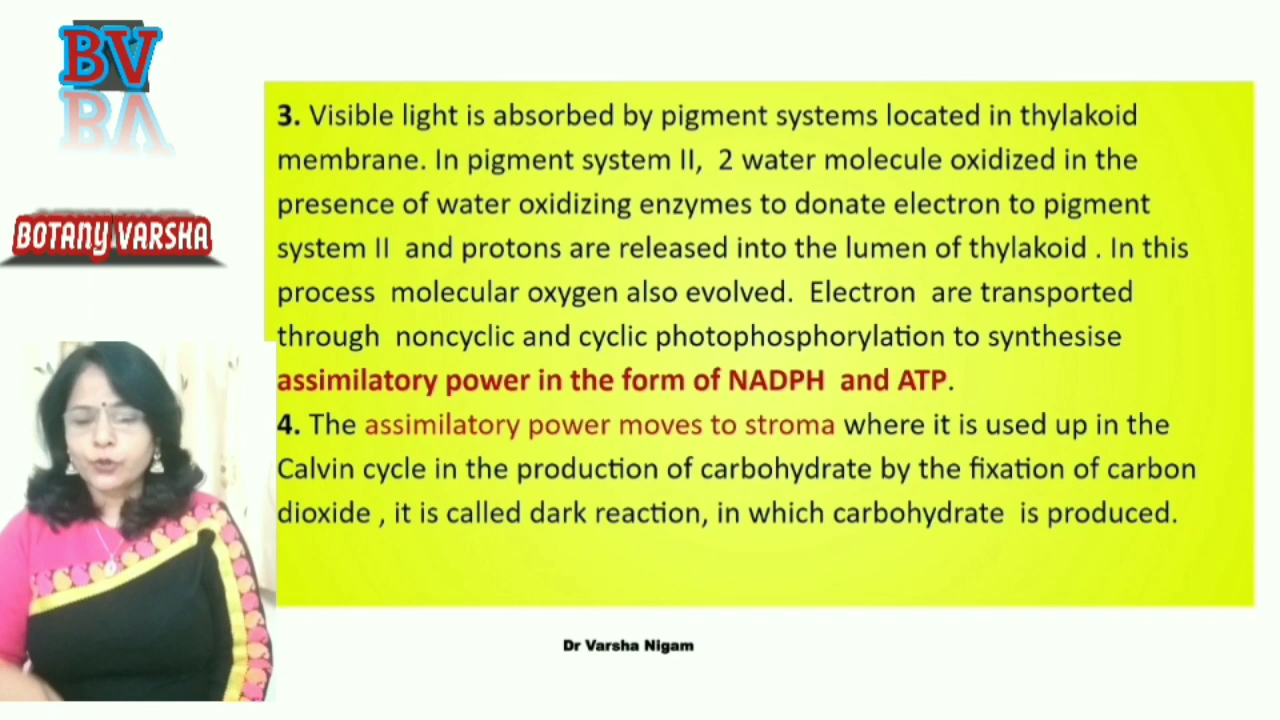 BV
BOTANY VARSHA
3. Visible light is absorbed by pigment systems located in thylakoid
membrane. In pigment system II, 2 water molecule oxidized in the
presence of water oxidizing enzymes to donate electron to pigment
system II and protons are released into the lumen of thylakoid . In this
process molecular oxygen also evolved. Electron are transported
through noncyclic and cyclic photophosphorylation to synthesise
assimilatory power in the form of NADPH and ATP.
4. The assimilatory power moves to stroma where it is used up in the
Calvin cycle in the production of carbohydrate by the fixation of carbon
dioxide , it is called dark reaction, in which carbohydrate is produced.
Dr Varsha Nigam